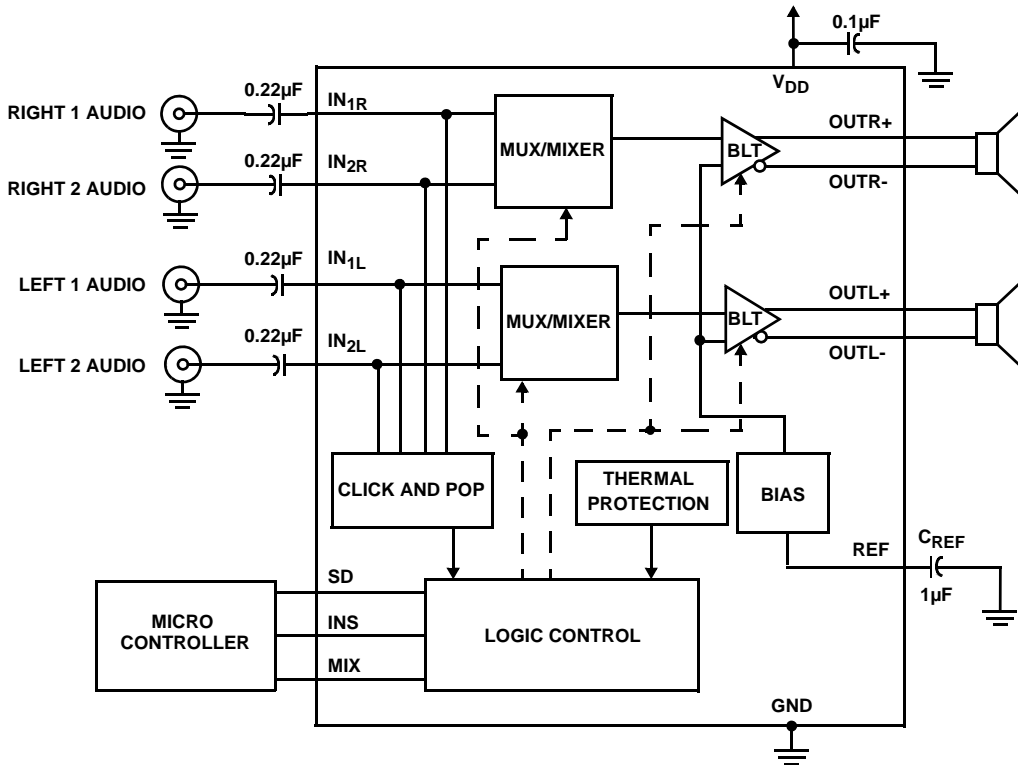 0.1µF
VDD
0.22µF
IN1R
RIGHT 1 AUDIO
OUTR+
MUX/MIXER
BLT
0.22µF
IN2R
RIGHT 2 AUDIO
OUTR-
0.22µF
IN1L
LEFT 1 AUDIO
OUTL+
MUX/MIXER
BLT
0.22µF
IN2L
LEFT 2 AUDIO
OUTL-
CLICK AND POP
THERMAL
PROTECTION
BIAS
REF
CREF
1µF
SD
MICRO
CONTROLLER
INS
LOGIC CONTROL
MIX
GND